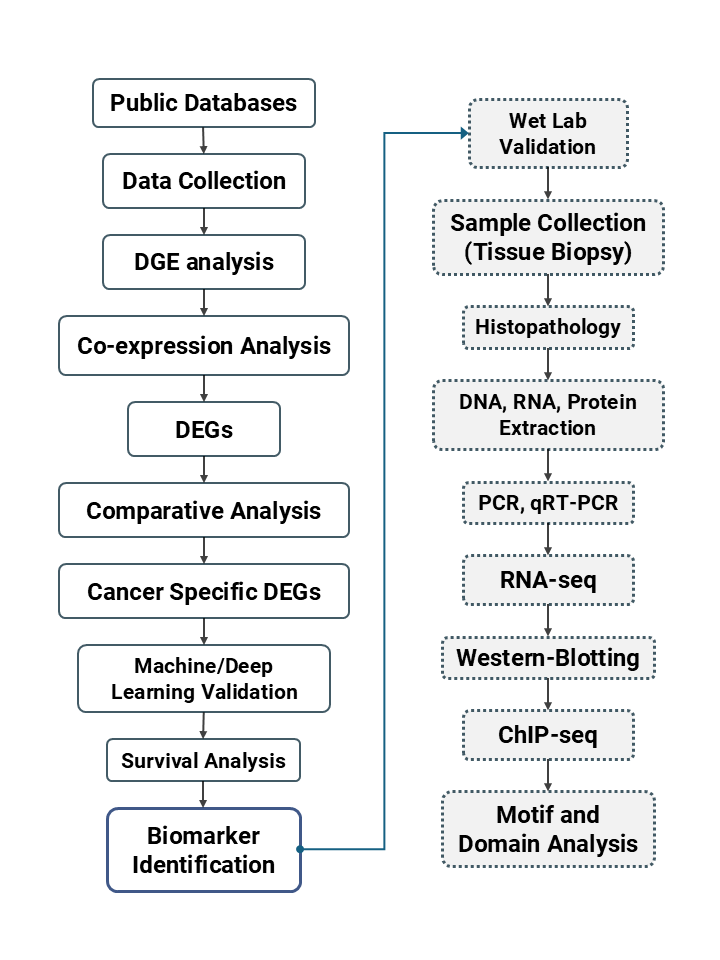 Public Databases
Data Collection
DGE analysis
Co-expression Analysis
DEGs
Comparative Analysis
Cancer Specific DEGs
Machine/Deep
Learning Validation
Survival Analysis
Biomarker
Identification
Wet Lab
Validation
Sample Collection
(Tissue Biopsy)
Histopathology
DNA, RNA, Protein
Extraction
PCR, qRT-PCR
RNA-seq
Western-Blotting
ChIP-seq
Motif and
Domain Analysis